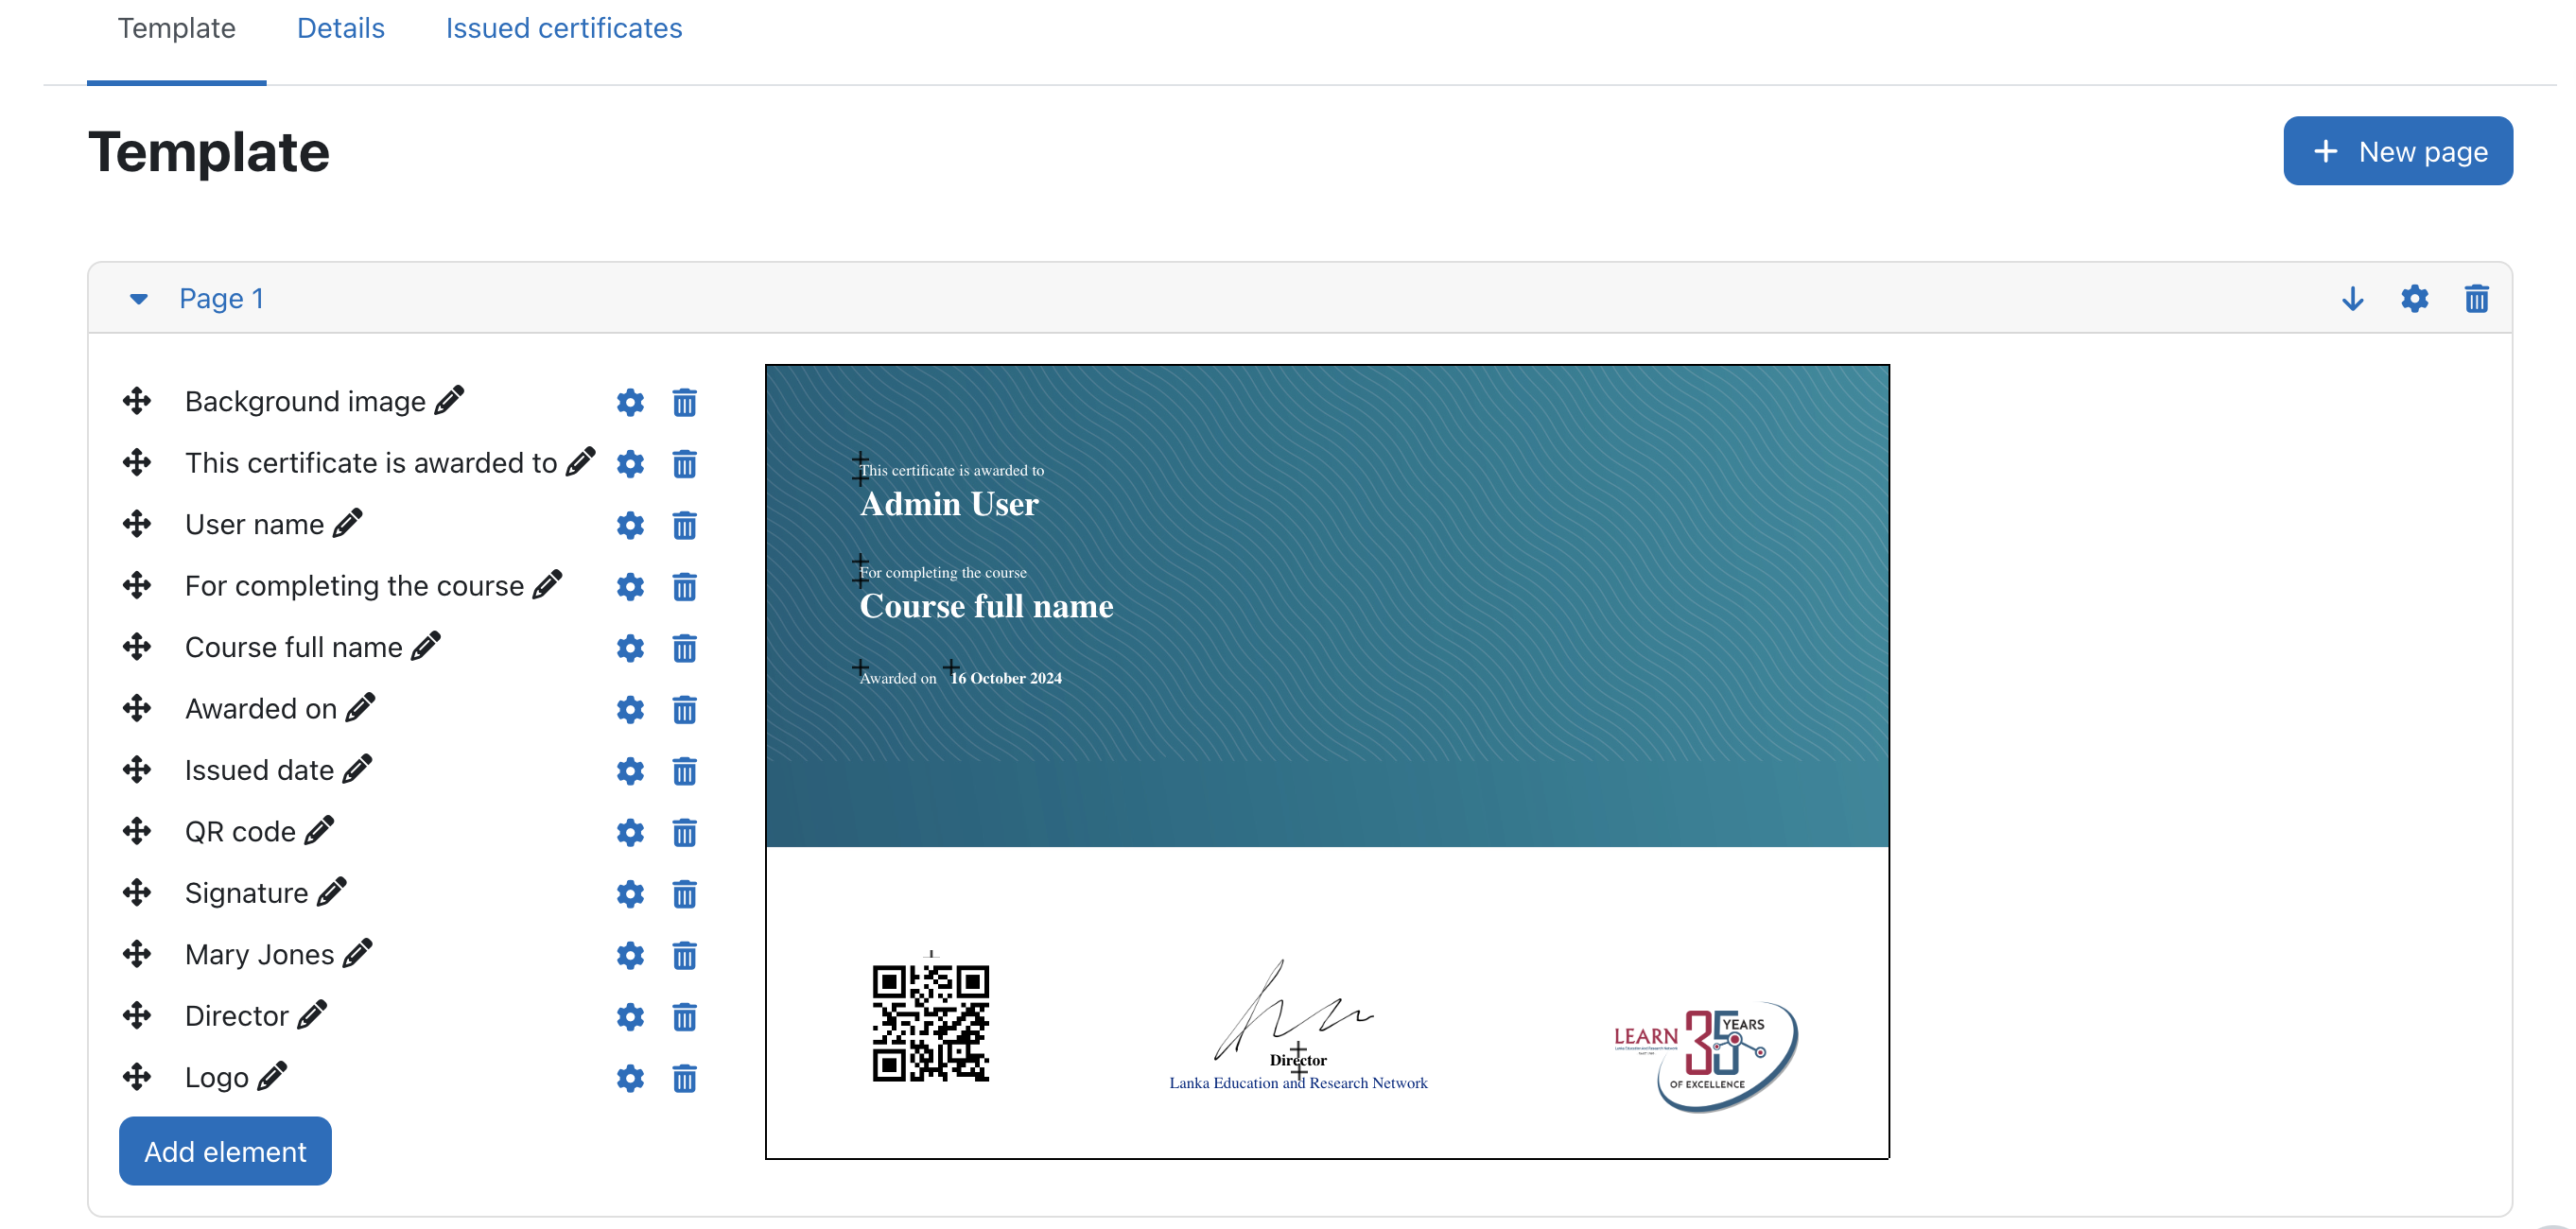 Template Details Issued certificates
Template
New page
Page 1
Background image
This certificate is awarded to
User name
For completing the course
Course full name
Awarded on
Issued date
QR code
Signature
Mary Jones
Director
Logo
Add element
This certificate is awarded to
Admin User
For completing the course
Course full name
Awarded on 16 October 2024
Director
Lanka Education and Research Network
LEARN 35 YEARS
OF EXCELLENCE